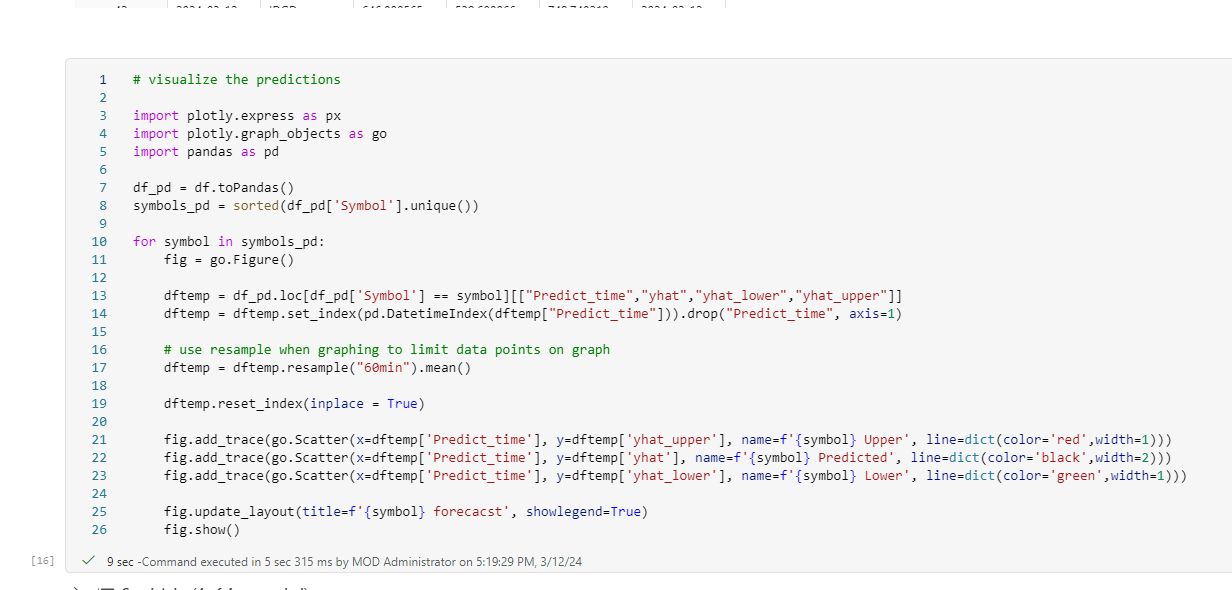 1 # visualize the predictions
2
3 import plotly.express as px
4 import plotly.graph_objects as go
5 import pandas as pd
6
7 df_pd = df.toPandas()
8 symbols_pd = sorted(df_pd['Symbol'].unique())
9
10 for symbol in symbols_pd:
11     fig = go.Figure()
12
13     dftemp = df_pd.loc[df_pd['Symbol'] == symbol][["Predict_time","yhat","yhat_lower","yhat_upper"]]
14     dftemp = dftemp.set_index(pd.DatetimeIndex(dftemp["Predict_time"])).drop("Predict_time", axis=1)
15
16     # use resample when graphing to limit data points on graph
17     dftemp = dftemp.resample("60min").mean()
18
19     dftemp.reset_index(inplace = True)
20
21     fig.add_trace(go.Scatter(x=dftemp['Predict_time'], y=dftemp['yhat_upper'], name=f'{symbol} Upper', line=dict(color='red',width=1)))
22     fig.add_trace(go.Scatter(x=dftemp['Predict_time'], y=dftemp['yhat'], name=f'{symbol} Predicted', line=dict(color='black',width=2)))
23     fig.add_trace(go.Scatter(x=dftemp['Predict_time'], y=dftemp['yhat_lower'], name=f'{symbol} Lower', line=dict(color='green',width=1)))
24
25     fig.update_layout(title=f'{symbol} forecacst', showlegend=True)
26     fig.show()
[16] 9 sec -Command executed in 5 sec 315 ms by MOD Administrator on 5:19:29 PM, 3/12/24